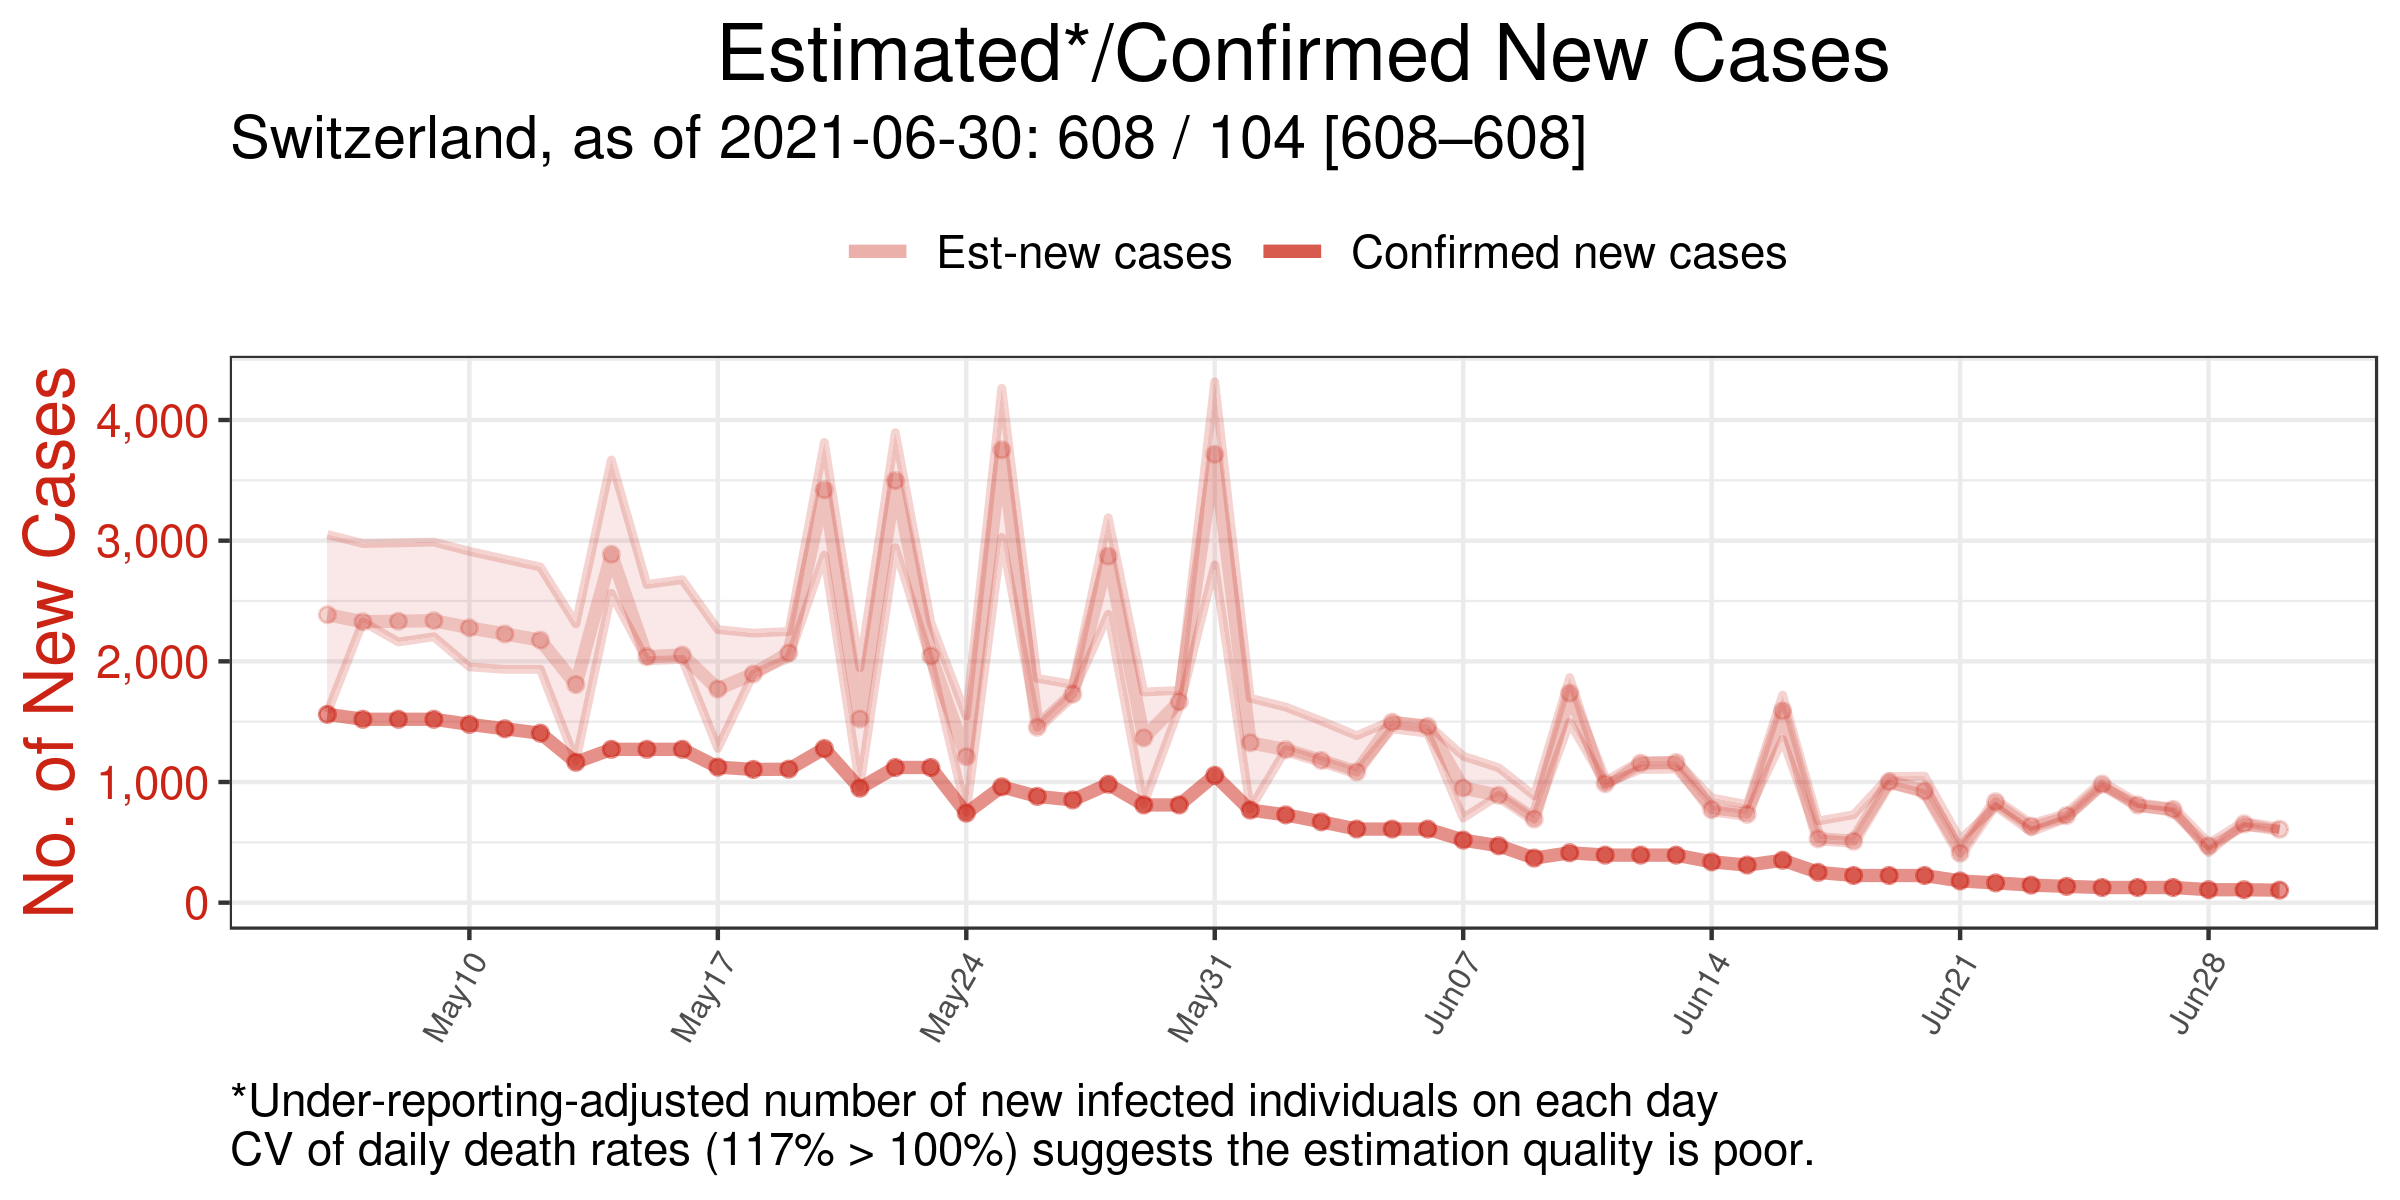 Estimated*/Confirmed New Cases
Switzerland, as of 2021-06-30: 608 / 104 [608–608]
Est-new cases
Confirmed new cases
No. of New Cases
4,000
3,000
2,000
1,000
0
May10
May17
May24
May31
Jun07
Jun14
Jun21
Jun28
*Under-reporting-adjusted number of new infected individuals on each day
CV of daily death rates (117% > 100%) suggests the estimation quality is poor.